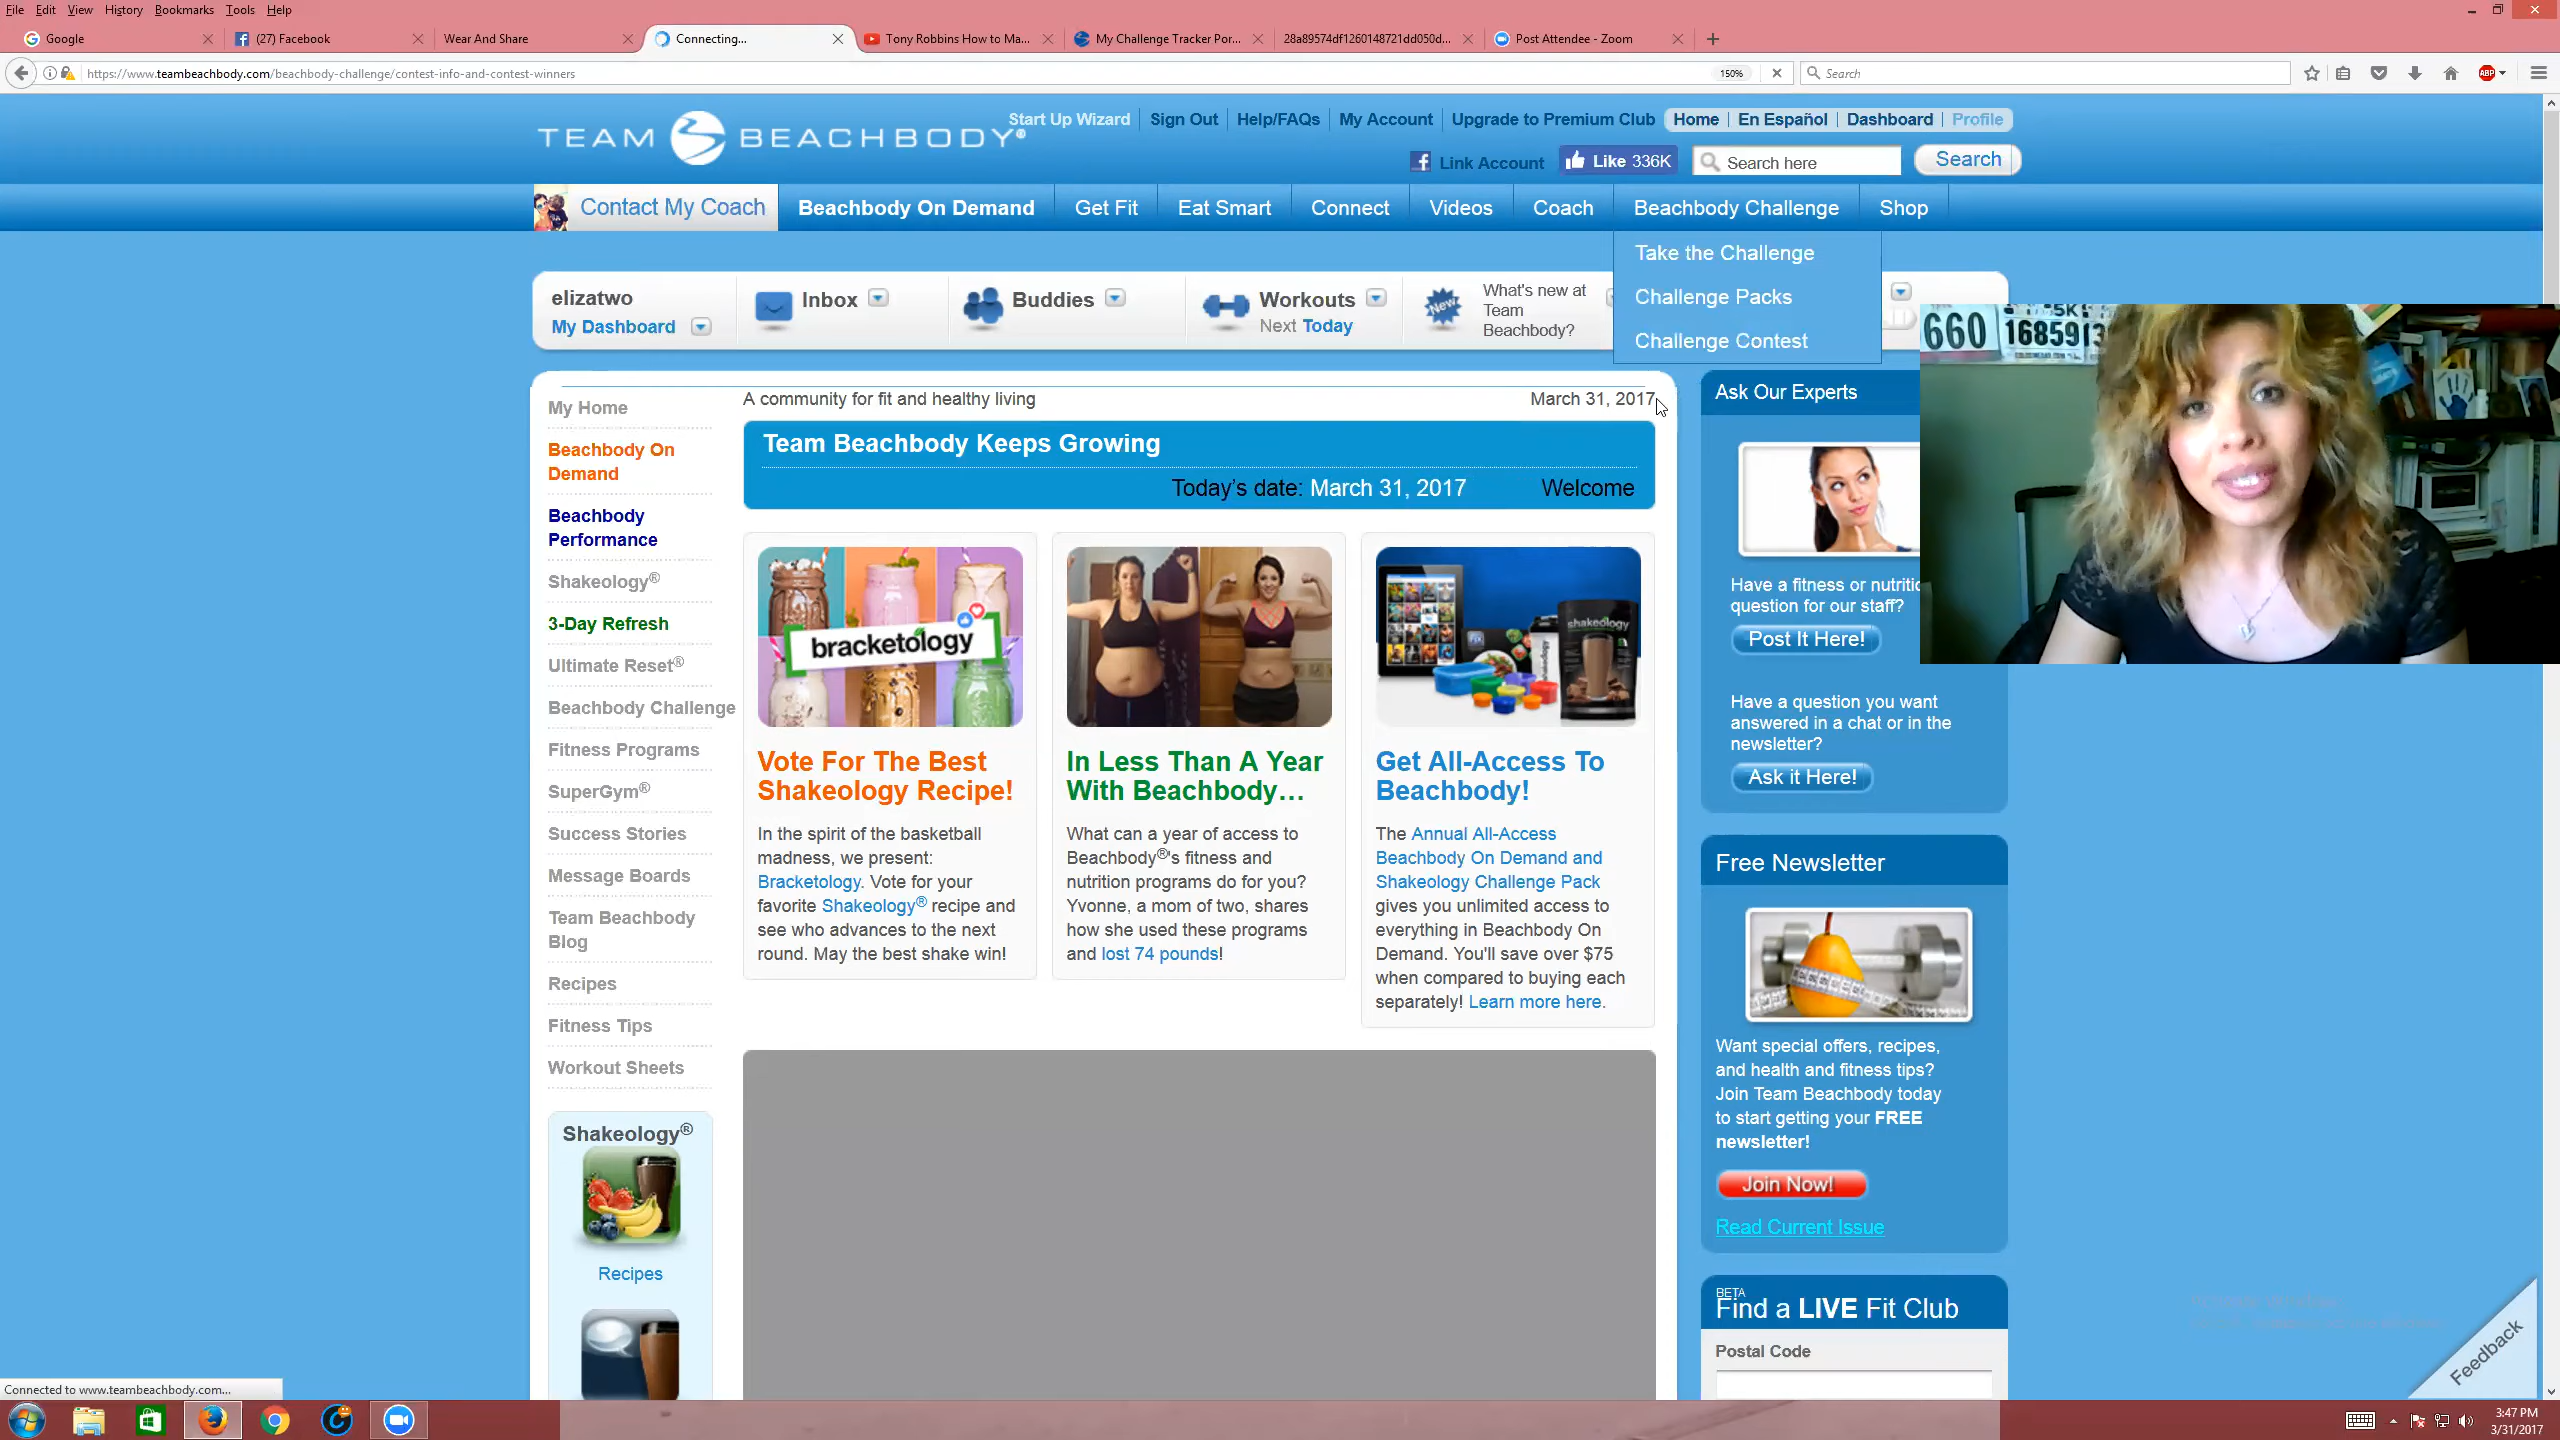 File Edit View History Bookmarks Tools Help
Google
(27) Facebook
Wear And Share
Connecting...
Tony Robbins How to Ma...
My Challenge Tracker Por...
28a89574df1260148721dd050d...
Post Attendee - Zoom
https://www.teambeachbody.com/beachbody-challenge/contest-info-and-contest-winners
150%
Search
ABP
TEAM BEACHBODY®
Start Up Wizard Sign Out Help/FAQs My Account Upgrade to Premium Club Home En Español Dashboard Profile
Link Account
Like 336K
Search here
Search
Contact My Coach
Beachbody On Demand
Get Fit
Eat Smart
Connect
Videos
Coach
Beachbody Challenge
Shop
Take the Challenge
Challenge Packs
Challenge Contest
elizatwo
My Dashboard
Inbox
Buddies
Workouts
Next Today
New
What's new at
Team
Beachbody?
660
5K
1685913
My Home
Beachbody On
Demand
Beachbody
Performance
Shakeology®
3-Day Refresh
Ultimate Reset®
Beachbody Challenge
Fitness Programs
SuperGym®
Success Stories
Message Boards
Team Beachbody
Blog
Recipes
Fitness Tips
Workout Sheets
Shakeology®
Recipes
A community for fit and healthy living
March 31, 2017
Team Beachbody Keeps Growing
Today's date: March 31, 2017
Welcome
bracketology
Vote For The Best
Shakeology Recipe!
In the spirit of the basketball
madness, we present:
Bracketology. Vote for your
favorite Shakeology® recipe and
see who advances to the next
round. May the best shake win!
In Less Than A Year
With Beachbody…
What can a year of access to
Beachbody®'s fitness and
nutrition programs do for you?
Yvonne, a mom of two, shares
how she used these programs
and lost 74 pounds!
shakeology
Get All-Access To
Beachbody!
The Annual All-Access
Beachbody On Demand and
Shakeology Challenge Pack
gives you unlimited access to
everything in Beachbody On
Demand. You'll save over $75
when compared to buying each
separately! Learn more here.
Ask Our Experts
Have a fitness or nutritic
question for our staff?
Post It Here!
Have a question you want
answered in a chat or in the
newsletter?
Ask it Here!
Free Newsletter
Want special offers, recipes,
and health and fitness tips?
Join Team Beachbody today
to start getting your FREE
newsletter!
Join Now!
Read Current Issue
BETA
Find a LIVE Fit Club
Postal Code
Feedback
Connected to www.teambeachbody.com...
3:47 PM
3/31/2017